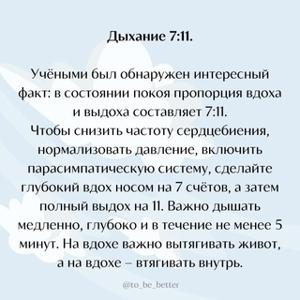 Дыхание 7:11.
Учёными был обнаружен интересный
факт: в состоянии покоя пропорция вдоха
и выдоха составляет 7:11.
Чтобы снизить частоту сердцебиения,
нормализовать давление, включить
парасимпатическую систему, сделайте
глубокий вдох носом на 7 счётов, а затем
полный выдох на 11. Важно дышать
медленно, глубоко и в течение не менее 5
минут. На вдохе важно вытягивать живот,
а на вдохе – втягивать внутрь.
@to_be_better